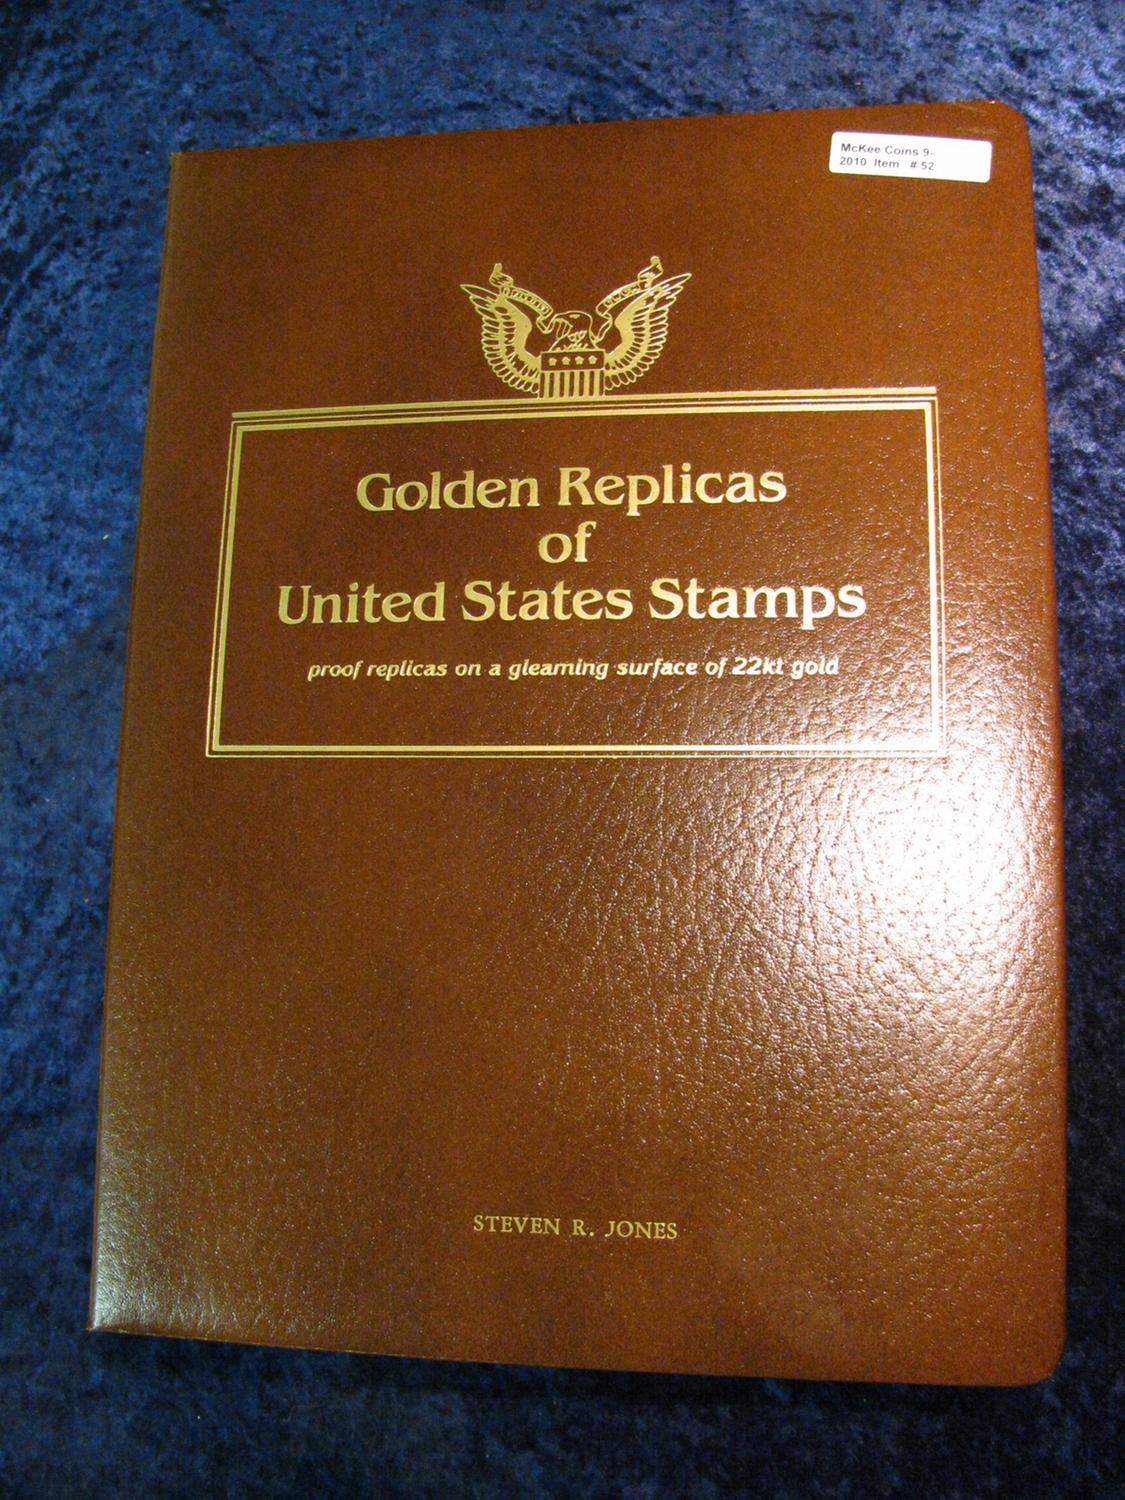 McKee Coins 9-
2010 Item # 52
Golden Replicas
of
United States Stamps
proof replicas on a gleaming surface of 22kt gold
STEVEN R. JONES